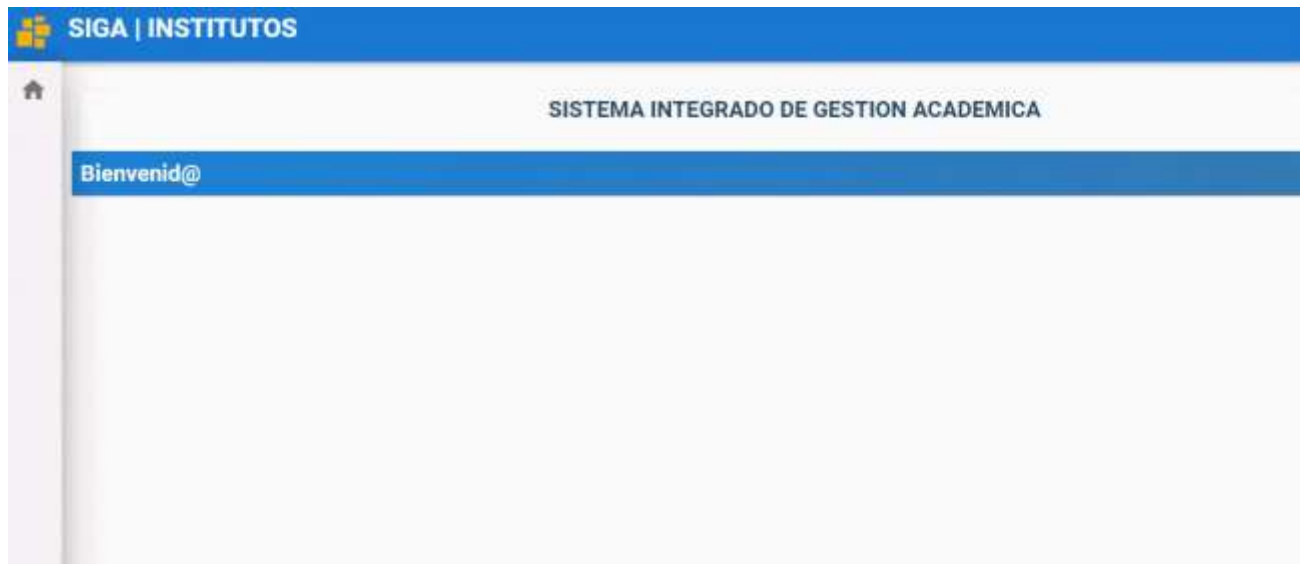 SIGA | INSTITUTOS
SISTEMA INTEGRADO DE GESTION ACADEMICA
Bienvenid@